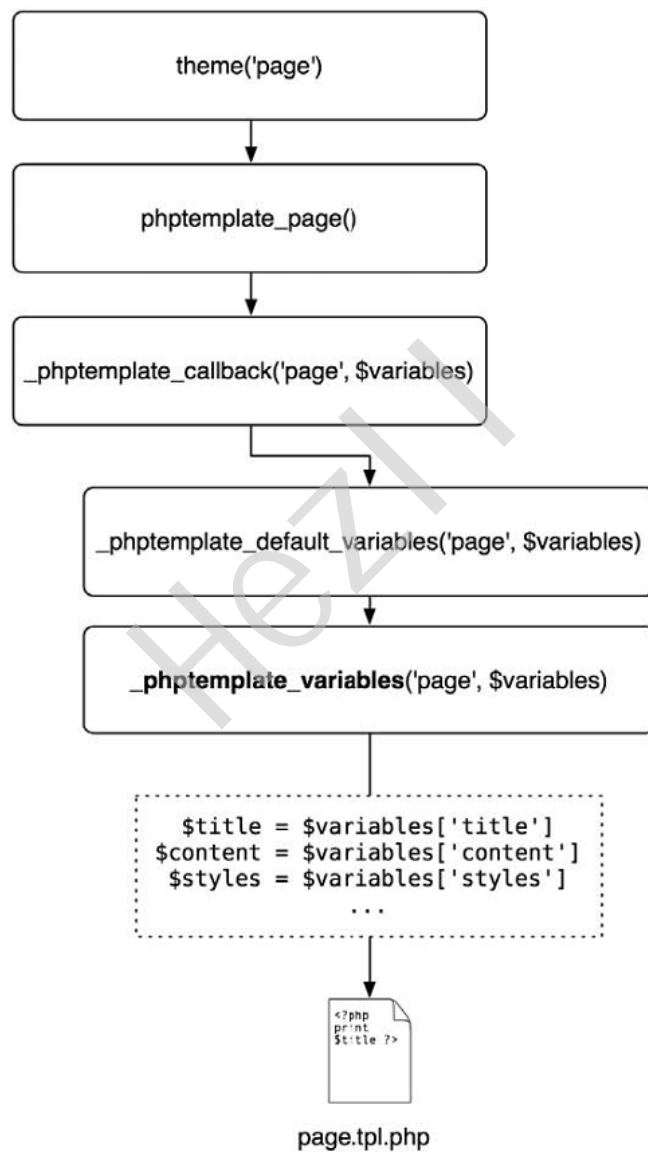 theme('page')
phptemplate_page()
_phptemplate_callback('page', $variables)
_phptemplate_default_variables('page', $variables)
_phptemplate_variables('page', $variables)
$title = $variables['title']
$content = $variables['content']
$styles = $variables['styles']
...
<?php
print
$title ?>
page.tpl.php